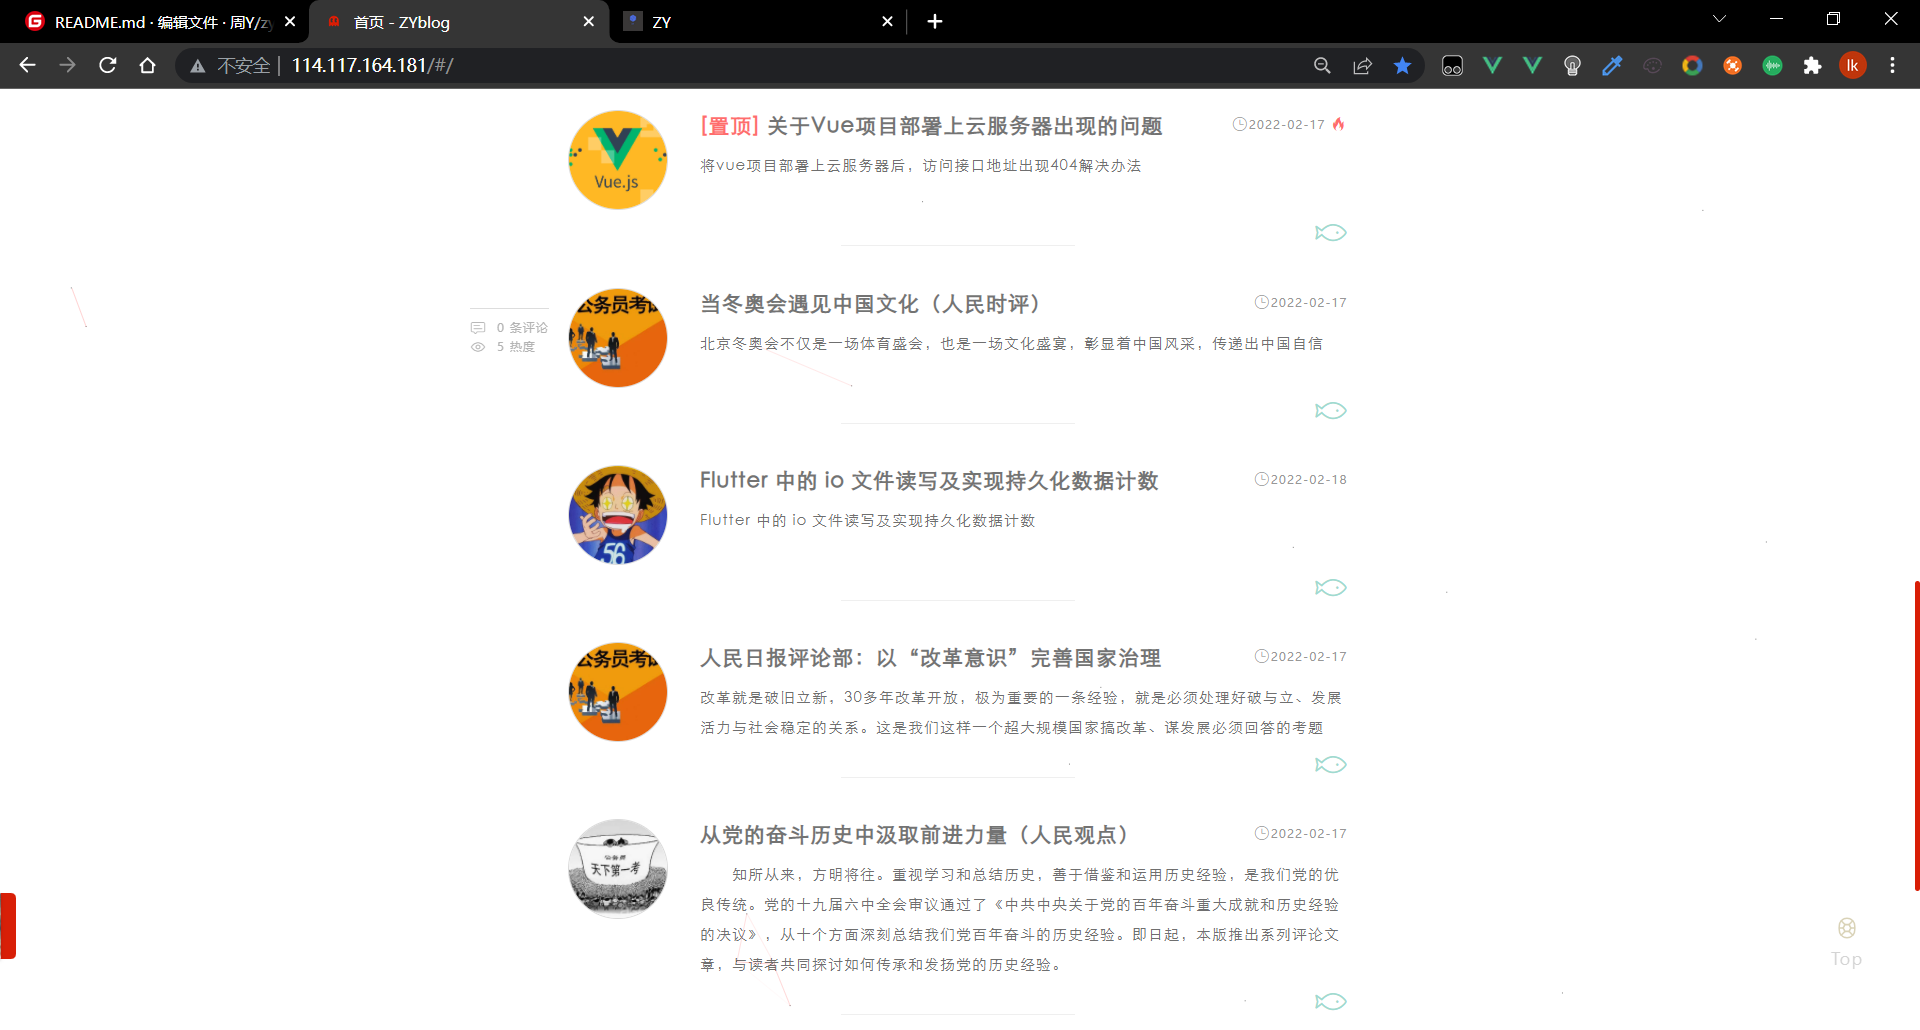 README.md · 编辑文件 · 周Y/zy
首页 - ZYblog
ZY
不安全
114.117.164.181/#/
lk
[置顶] 关于Vue项目部署上云服务器出现的问题
2022-02-17
Vue.js
将vue项目部署上云服务器后，访问接口地址出现404解决办法
公务员考试
当冬奥会遇见中国文化（人民时评）
2022-02-17
0 条评论
5 热度
北京冬奥会不仅是一场体育盛会，也是一场文化盛宴，彰显着中国风采，传递出中国自信
Flutter 中的 io 文件读写及实现持久化数据计数
2022-02-18
56
Flutter 中的 io 文件读写及实现持久化数据计数
公务员考试
人民日报评论部：以“改革意识”完善国家治理
2022-02-17
改革就是破旧立新，30多年改革开放，极为重要的一条经验，就是必须处理好破与立、发展
活力与社会稳定的关系。这是我们这样一个超大规模国家搞改革、谋发展必须回答的考题
从党的奋斗历史中汲取前进力量（人民观点）
2022-02-17
天下第一考
知所从来，方明将往。重视学习和总结历史，善于借鉴和运用历史经验，是我们党的优
良传统。党的十九届六中全会审议通过了《中共中央关于党的百年奋斗重大成就和历史经验
的决议》，从十个方面深刻总结我们党百年奋斗的历史经验。即日起，本版推出系列评论文
章，与读者共同探讨如何传承和发扬党的历史经验。
Top